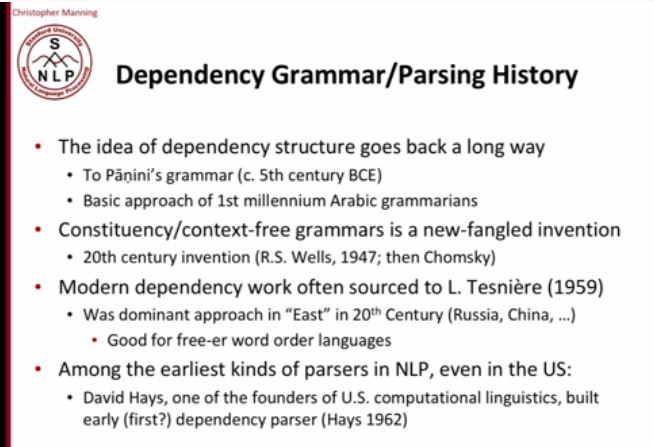 Christopher Manning
Stanford University
S
NLP
Natural Language Processing
Dependency Grammar/Parsing History
• The idea of dependency structure goes back a long way
• To Pāṇini's grammar (c. 5th century BCE)
• Basic approach of 1st millennium Arabic grammarians
• Constituency/context-free grammars is a new-fangled invention
• 20th century invention (R.S. Wells, 1947; then Chomsky)
• Modern dependency work often sourced to L. Tesnière (1959)
• Was dominant approach in “East” in 20th Century (Russia, China, …)
• Good for free-er word order languages
• Among the earliest kinds of parsers in NLP, even in the US:
• David Hays, one of the founders of U.S. computational linguistics, built
early (first?) dependency parser (Hays 1962)